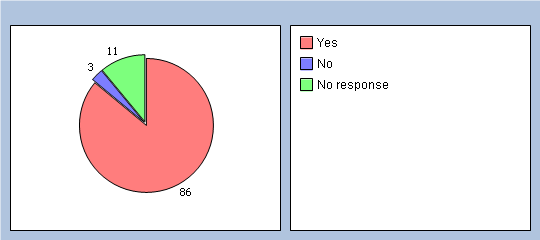 11
3
86
Yes
No
No response